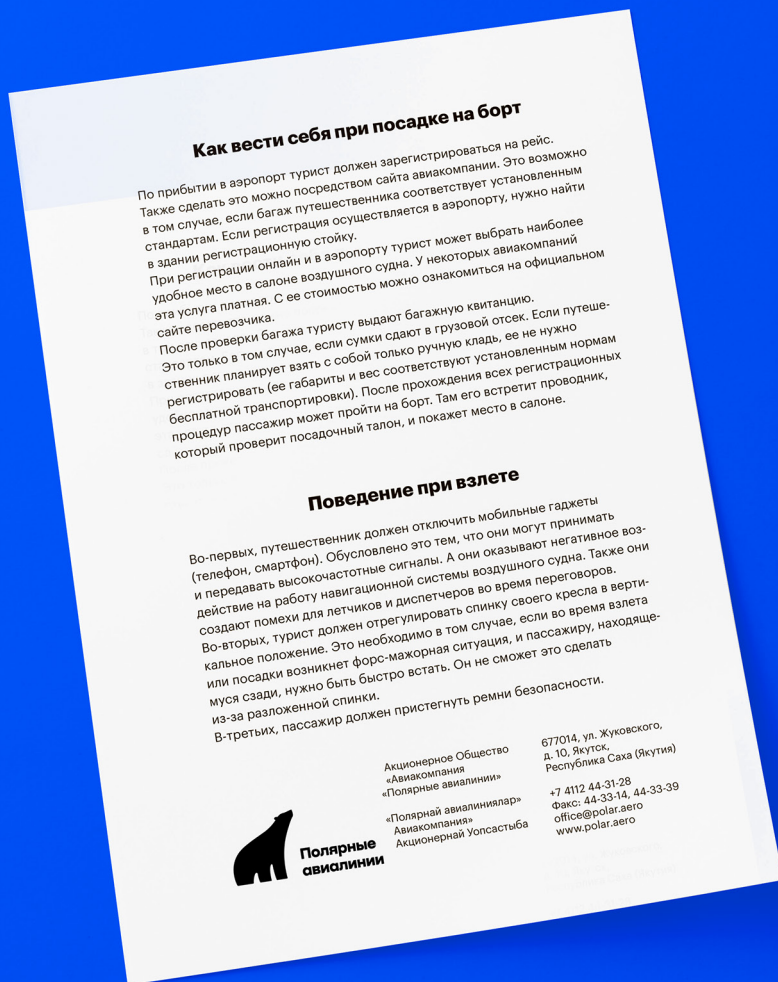 Как вести себя при посадке на борт
По прибытии в аэропорт турист должен зарегистрироваться на рейс.
Также сделать это можно посредством сайта авиакомпании. Это возможно
в том случае, если багаж путешественника соответствует установленным
стандартам. Если регистрация осуществляется в аэропорту, нужно найти
в здании регистрационную стойку.
При регистрации онлайн и в аэропорту турист может выбрать наиболее
удобное место в салоне воздушного судна. У некоторых авиакомпаний
эта услуга платная. С ее стоимостью можно ознакомиться на официальном
сайте перевозчика.
После проверки багажа туристу выдают багажную квитанцию.
Это только в том случае, если сумки сдают в грузовой отсек. Если путеше-
ственник планирует взять с собой только ручную кладь, ее не нужно
регистрировать (ее габариты и вес соответствуют установленным нормам
бесплатной транспортировки). После прохождения всех регистрационных
процедур пассажир может пройти на борт. Там его встретит проводник,
который проверит посадочный талон, и покажет место в салоне.
Поведение при взлете
Во-первых, путешественник должен отключить мобильные гаджеты
(телефон, смартфон). Обусловлено это тем, что они могут принимать
и передавать высокочастотные сигналы. А они оказывают негативное воз-
действие на работу навигационной системы воздушного судна. Также они
создают помехи для летчиков и диспетчеров во время переговоров.
Во-вторых, турист должен отрегулировать спинку своего кресла в верти-
кальное положение. Это необходимо в том случае, если во время взлета
или посадки возникнет форс-мажорная ситуация, и пассажиру, находяще-
муся сзади, нужно быть быстро встать. Он не сможет это сделать
из-за разложенной спинки.
В-третьих, пассажир должен пристегнуть ремни безопасности.
Полярные
авиалинии
Акционерное Общество
«Авиакомпания
«Полярные авиалинии»
«Полярнай авиалиниялар»
Авиакомпания»
Акционернай Уопсастыба
677014, ул. Жуковского,
д. 10, Якутск,
Республика Саха (Якутия)
+7 4112 44-31-28
Факс: 44-33-14, 44-33-39
office@polar.aero
www.polar.aero